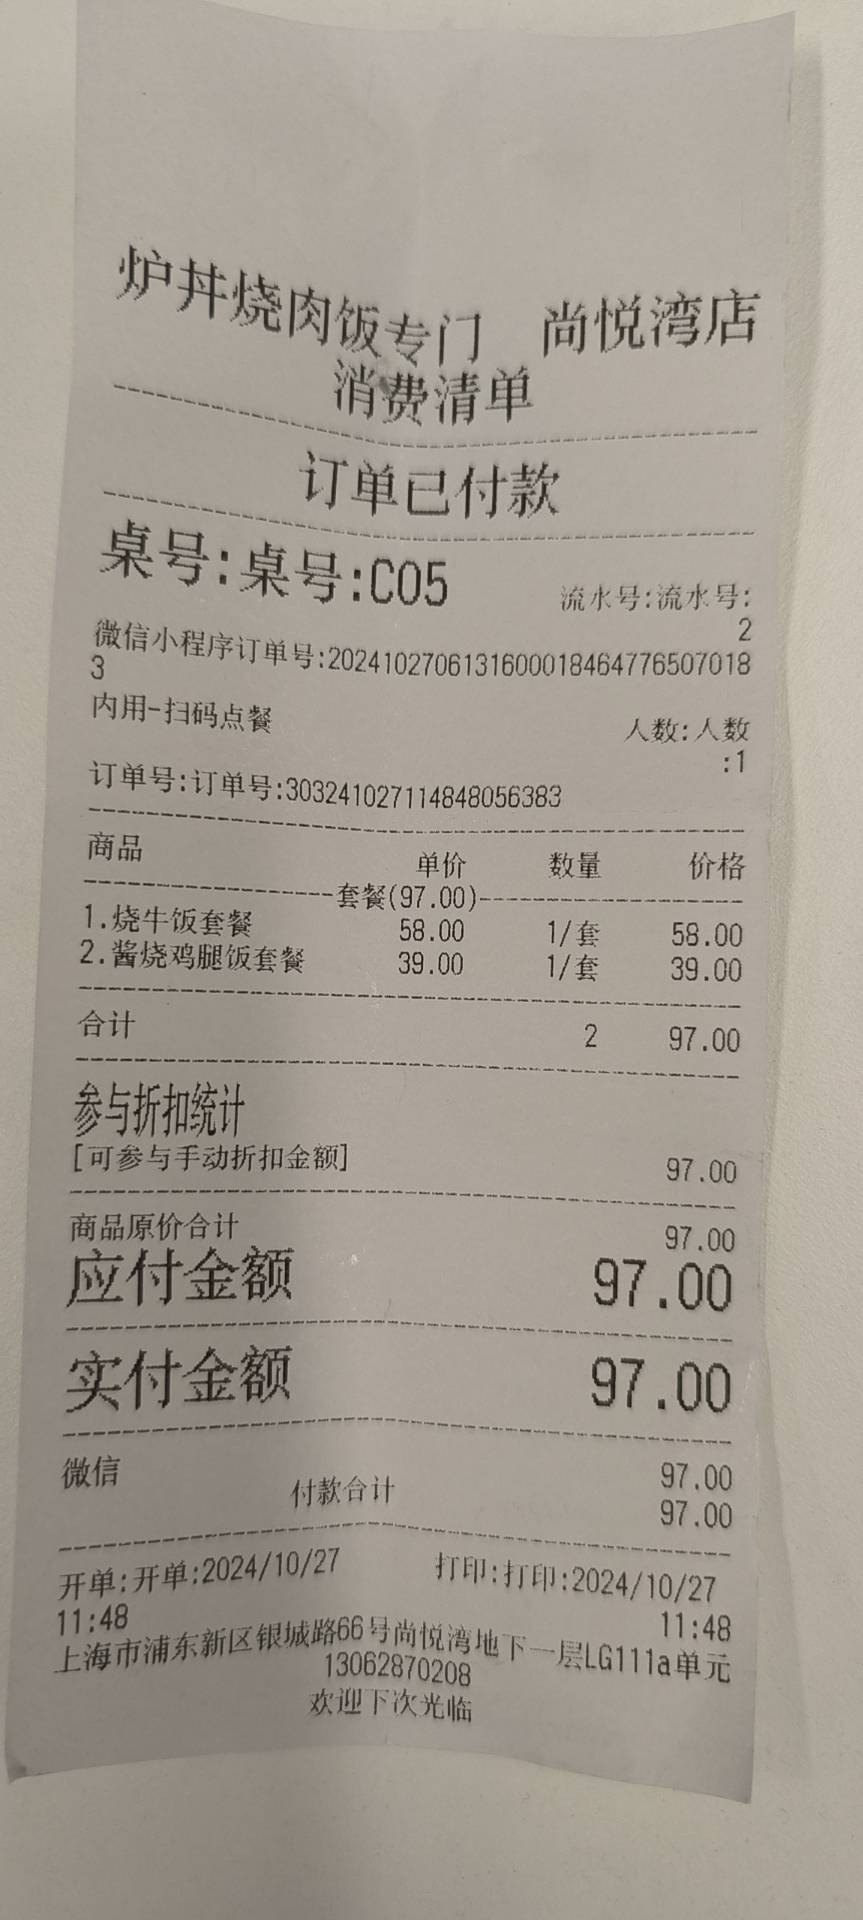 炉丼烧肉饭专门 尚悦湾店
消费清单
订单已付款
桌号:桌号:C05 流水号:流水号:
2
微信小程序订单号:2024102706131600018464776507018
3
内用-扫码点餐 人数:人数
:1
订单号:订单号:303241027114848056383
商品 单价 数量 价格
套餐(97.00)
1.烧牛饭套餐 58.00 1/套 58.00
2.酱烧鸡腿饭套餐 39.00 1/套 39.00
合计 2 97.00
参与折扣统计
[可参与手动折扣金额] 97.00
商品原价合计 97.00
应付金额 97.00
实付金额 97.00
微信 97.00
付款合计 97.00
开单:开单:2024/10/27 打印:打印:2024/10/27
11:48 11:48
上海市浦东新区银城路66号尚悦湾地下一层LG111a单元
13062870208
欢迎下次光临